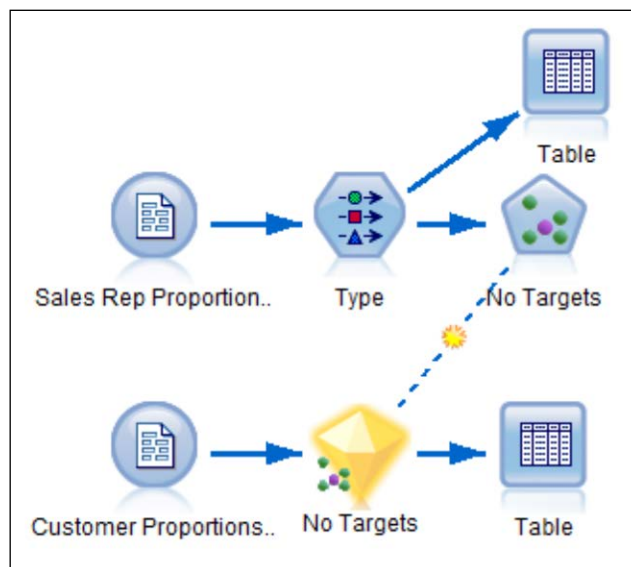 Table
Sales Rep Proportion..
Type
No Targets
Customer Proportions..
No Targets
Table